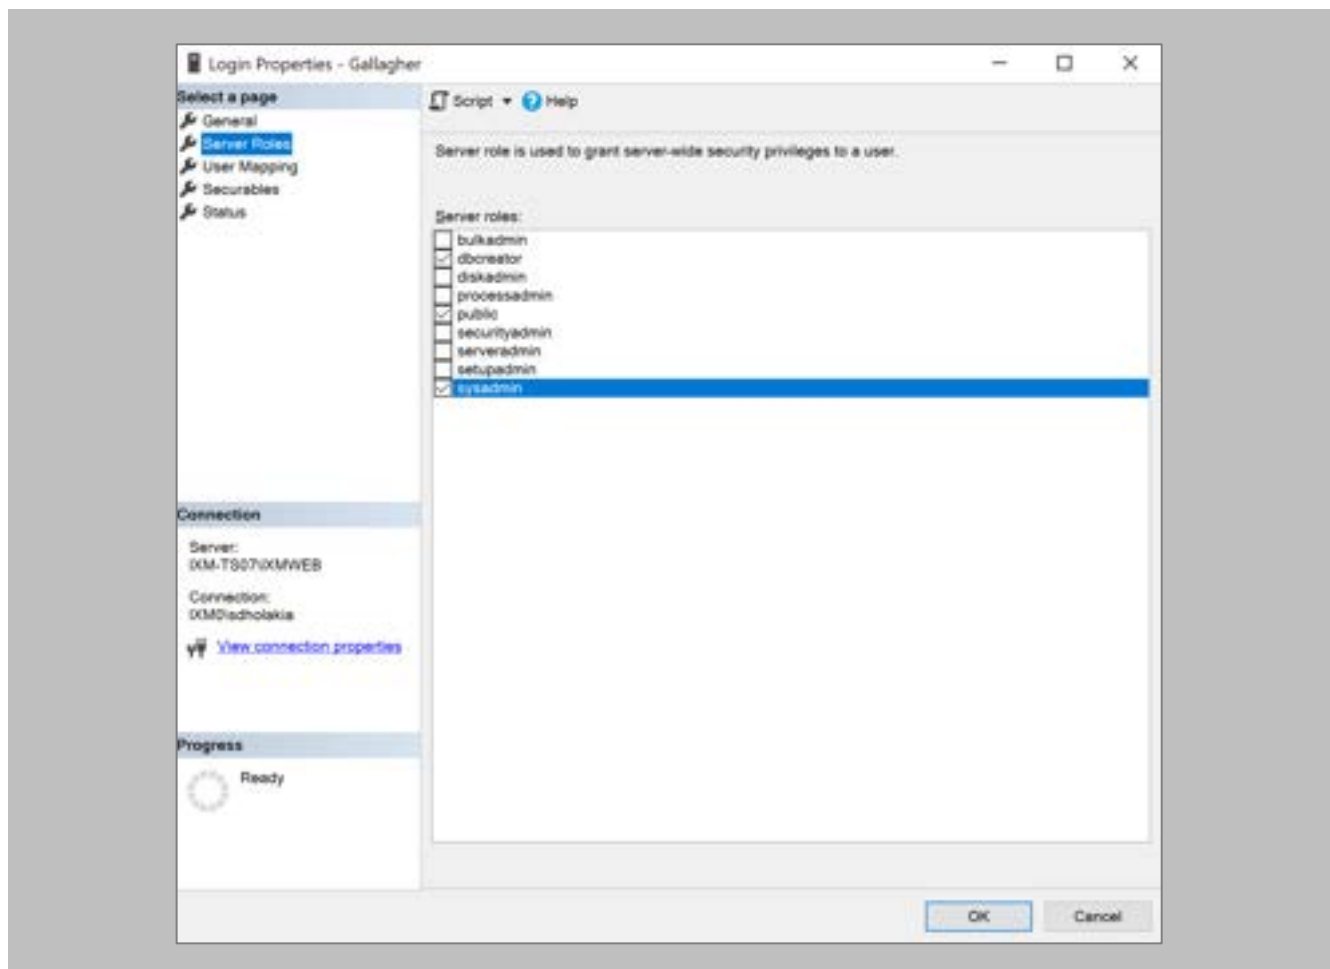 Login Properties - Gallagher
Select a page
General
Server Roles
User Mapping
Securables
Status
Script
Help
Server role is used to grant server-wide security privileges to a user.
Server roles:
bulkadmin
dbcreator
diskadmin
processadmin
public
securityadmin
serveradmin
setupadmin
sysadmin
Connection
Server:
IXM-TS07\IXMWEB
Connection:
IXM0\sdholakia
View connection properties
Progress
Ready
OK
Cancel